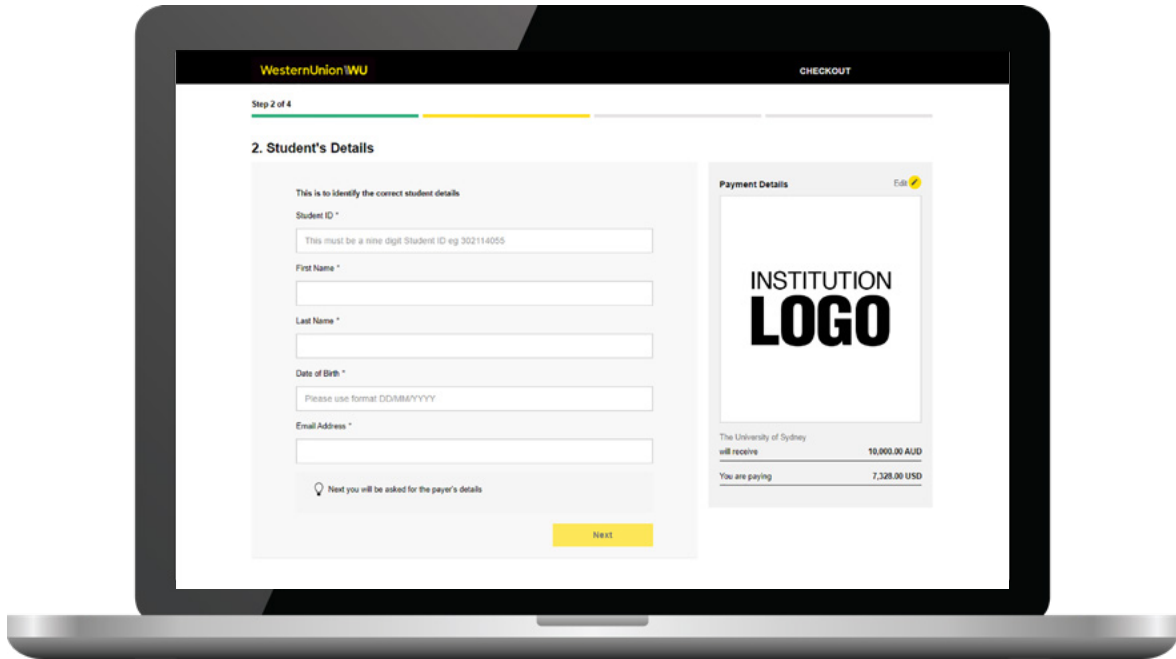 WesternUnion\\WU
CHECKOUT
Step 2 of 4
2. Student's Details
This is to identify the correct student details
Student ID *
This must be a nine digit Student ID eg 302114055
First Name *
Last Name *
Date of Birth *
Please use format DD/MM/YYYY
Email Address *
Next you will be asked for the payer's details
Next
Payment Details
Edit
INSTITUTION
LOGO
The University of Sydney
will receive 10,000.00 AUD
You are paying 7,328.00 USD